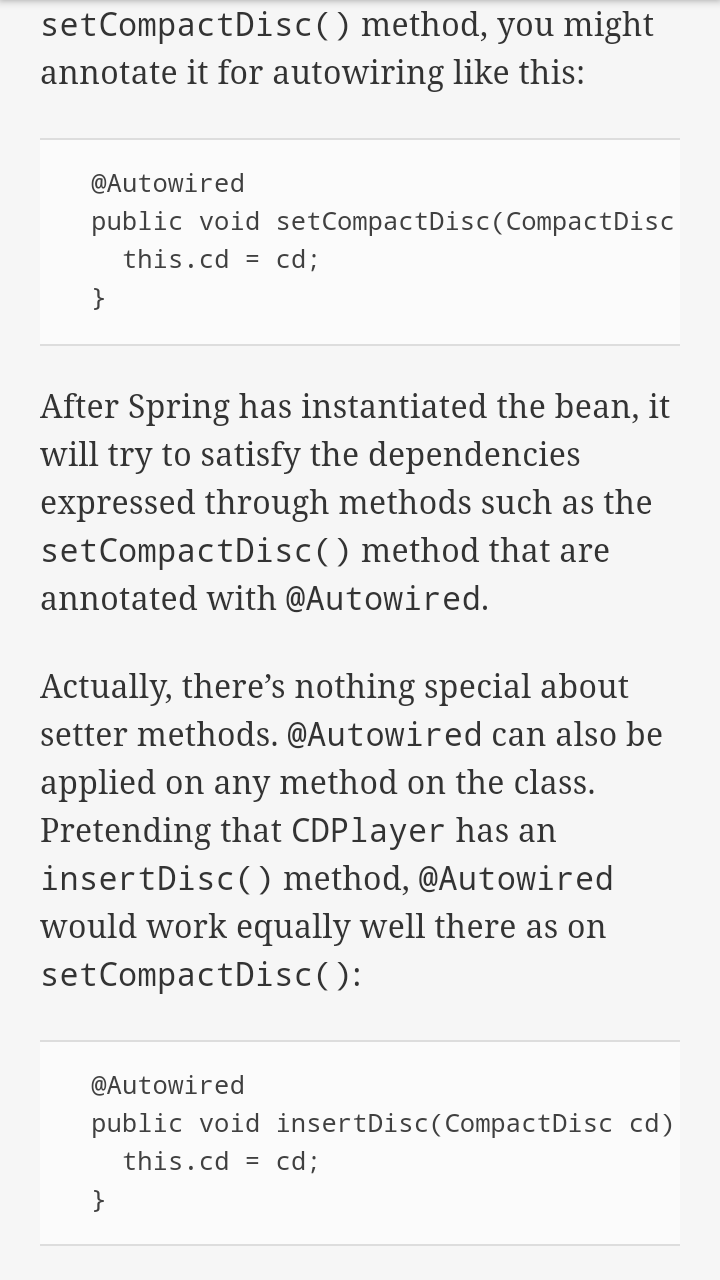 setCompactDisc() method, you might
annotate it for autowiring like this:
@Autowired
public void setCompactDisc(CompactDisc
this.cd = cd;
}
After Spring has instantiated the bean, it
will try to satisfy the dependencies
expressed through methods such as the
setCompactDisc() method that are
annotated with @Autowired.
Actually, there’s nothing special about
setter methods. @Autowired can also be
applied on any method on the class.
Pretending that CDPlayer has an
insertDisc() method, @Autowired
would work equally well there as on
setCompactDisc():
@Autowired
public void insertDisc(CompactDisc cd)
this.cd = cd;
}